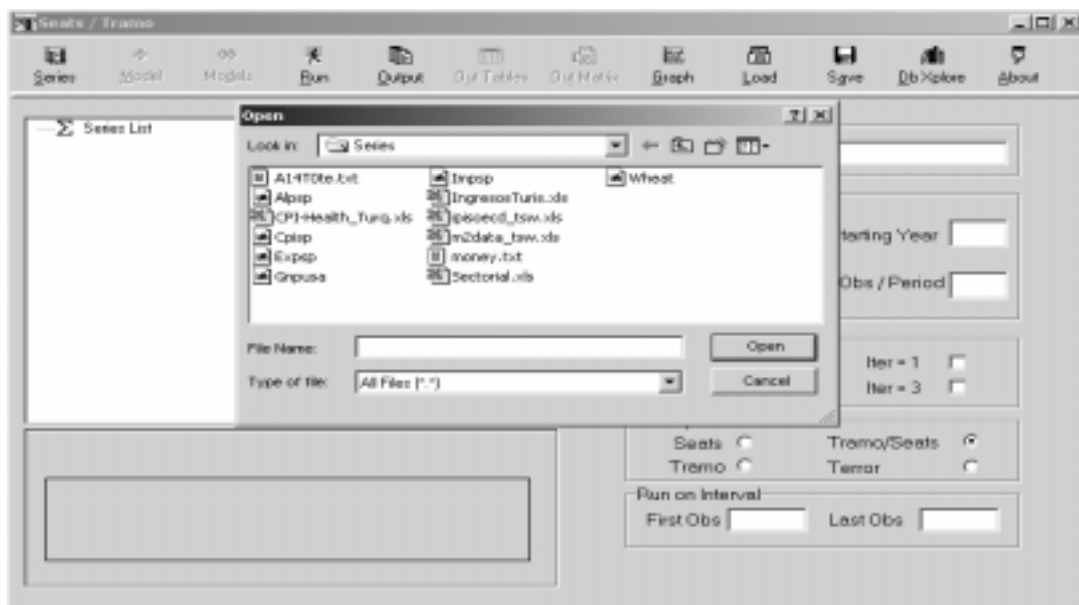 Seats / Tramo
Series Model Models Run Output Out Tables Out Matrix Graph Load Save Db Xplore About
Series List
Open
Look in: Series
A14T0te.txt Impsp Wheat
Alpsp IngresosTuris.xls
CPI-Health_Turq.xls ipisoecd_tsw.xls
Cpisp m2data_tsw.xls
Expsp money.txt
Gnpusa Sectorial.xls
File Name: Open
Type of file: All Files (*.*) Cancel
tarting Year
Obs / Period
Iter = 1
Iter = 3
Seats Tramo/Seats
Tramo Terror
Run on Interval
First Obs Last Obs